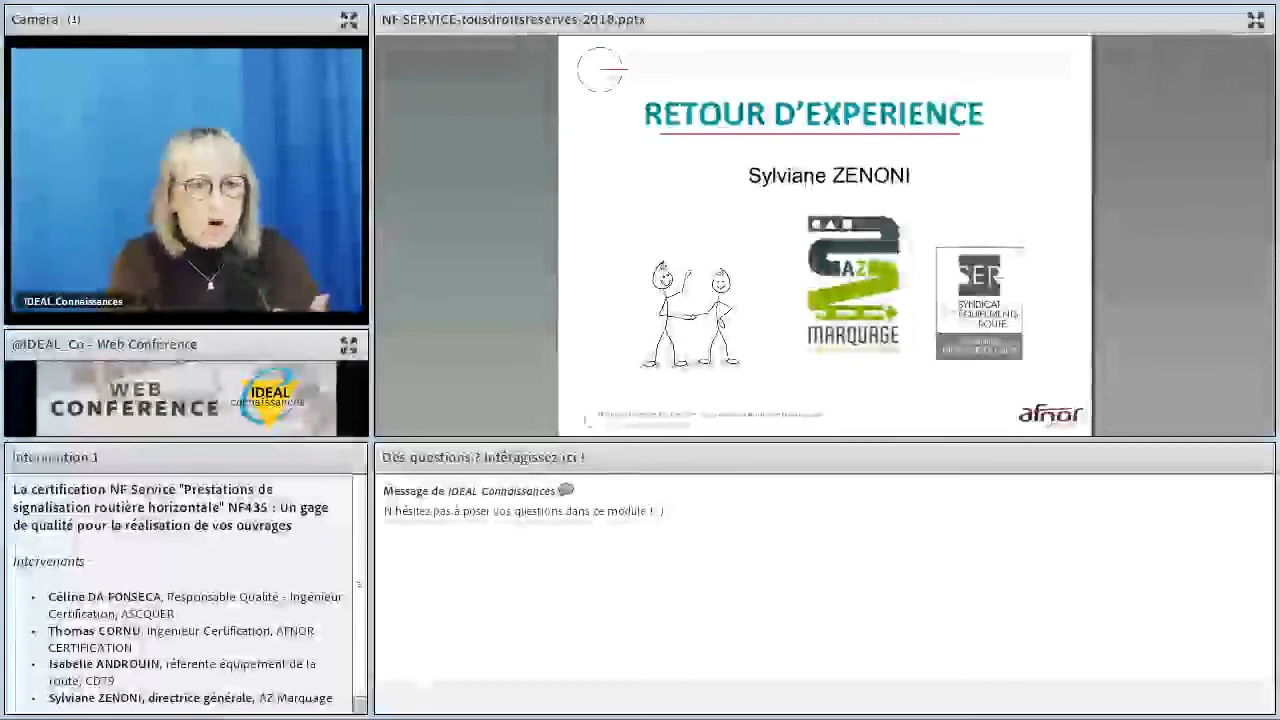 Camera (1)
IDEAL Connaissances
@IDEAL_Co - Web Conference
WEB
CONFERENCE
IDEAL
connaissances
Intervention 1
La certification NF Service "Prestations de
signalisation routière horizontale" NF435 : Un gage
de qualité pour la réalisation de vos ouvrages
Intervenants
Céline DA FONSECA, Responsable Qualité - Ingénieur
Certification, ASCQUER
Thomas CORNU, Ingénieur Certification, AFNOR
CERTIFICATION
Isabelle ANDROUIN, référente équipement de la
route, CD79
Sylviane ZENONI, directrice générale, AZ Marquage
NF SERVICE-tousdroitsreserves-2018.pptx
RETOUR D'EXPERIENCE
Sylviane ZENONI
AZ
MARQUAGE
SER
SYNDICAT
EQUIPEMENTS
ROUTE
afnor
Des questions ? Intéragissez ici !
Message de IDEAL Connaissances
N'hésitez pas à poser vos questions dans ce module ! :)